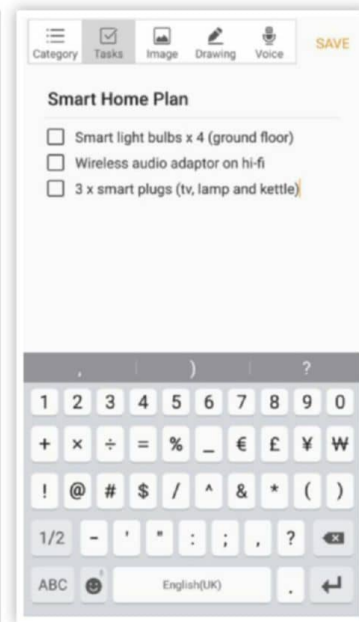 Category Tasks Image Drawing Voice SAVE
Smart Home Plan
Smart light bulbs x 4 (ground floor)
Wireless audio adaptor on hi-fi
3 x smart plugs (tv, lamp and kettle)
, ) ?
1 2 3 4 5 6 7 8 9 0
+ × ÷ = % _ € £ ¥ ₩
! @ # $ / ^ & * ( )
1/2 - ' " : ; , ?
ABC English(UK) .